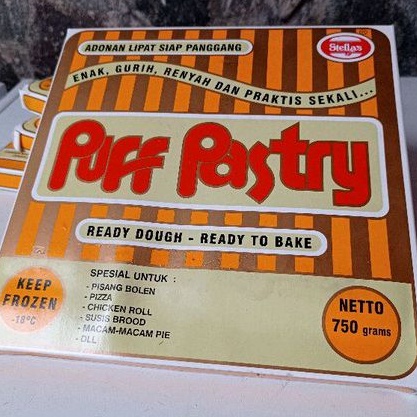 Stella's
ADONAN LIPAT SIAP PANGGANG
ENAK, GURIH, RENYAH DAN PRAKTIS SEKALI...
Puff Pastry
READY DOUGH - READY TO BAKE
KEEP
FROZEN
-18°C
SPESIAL UNTUK :
- PISANG BOLEN
- PIZZA
- CHICKEN ROLL
- SUSIS BROOD
- MACAM-MACAM PIE
- DLL
NETTO
750 grams